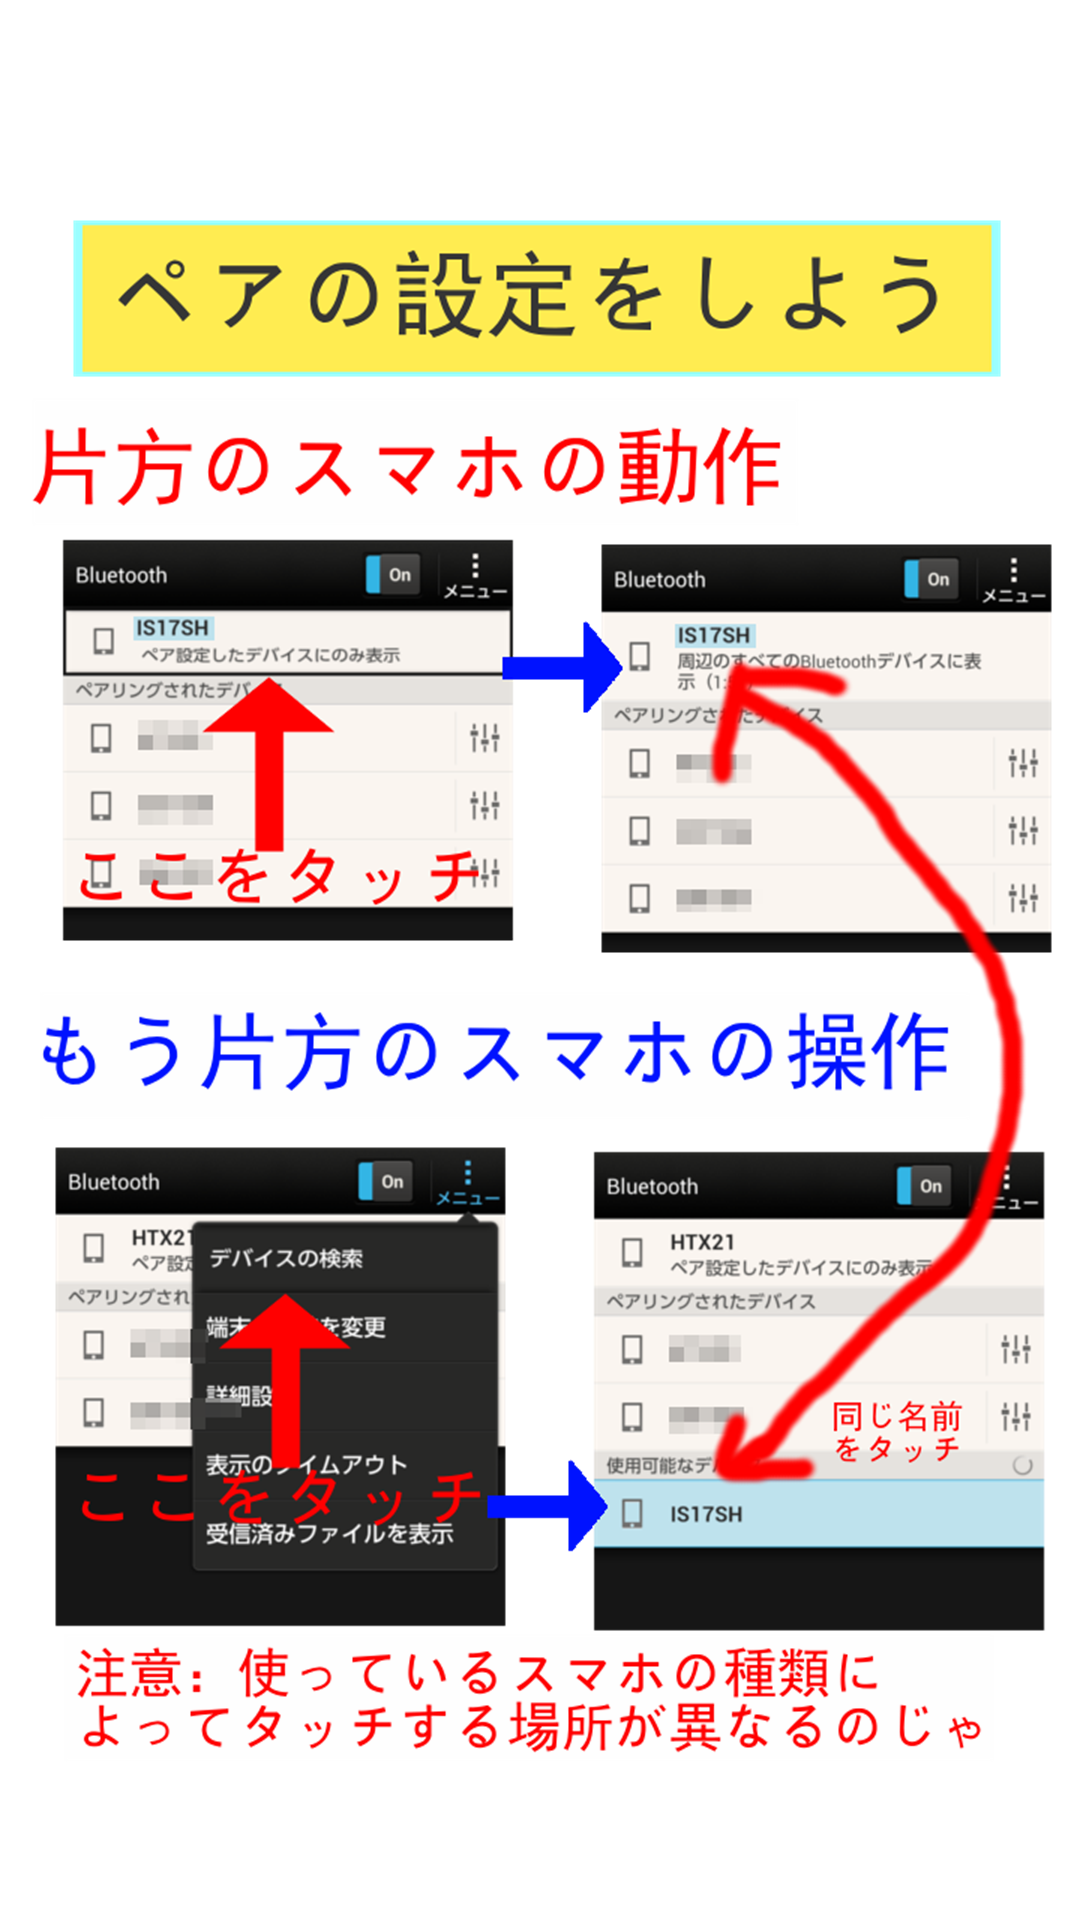 ペアの設定をしよう
片方のスマホの動作
Bluetooth On メニュー
IS17SH
ペア設定したデバイスにのみ表示
ペアリングされたデバ
ここをタッチ
Bluetooth On メニュー
IS17SH
周辺のすべてのBluetoothデバイスに表
示（1:
ペアリングされたデバイス
もう片方のスマホの操作
Bluetooth On メニュー
HTX21
ペア設定
ペアリングされ
デバイスの検索
端末 を変更
詳細設
表示のタイムアウト
受信済みファイルを表示
ここをタッチ
Bluetooth On ニュー
HTX21
ペア設定したデバイスにのみ表示
ペアリングされたデバイス
同じ名前
をタッチ
使用可能なデ
IS17SH
注意：使っているスマホの種類に
よってタッチする場所が異なるのじゃ